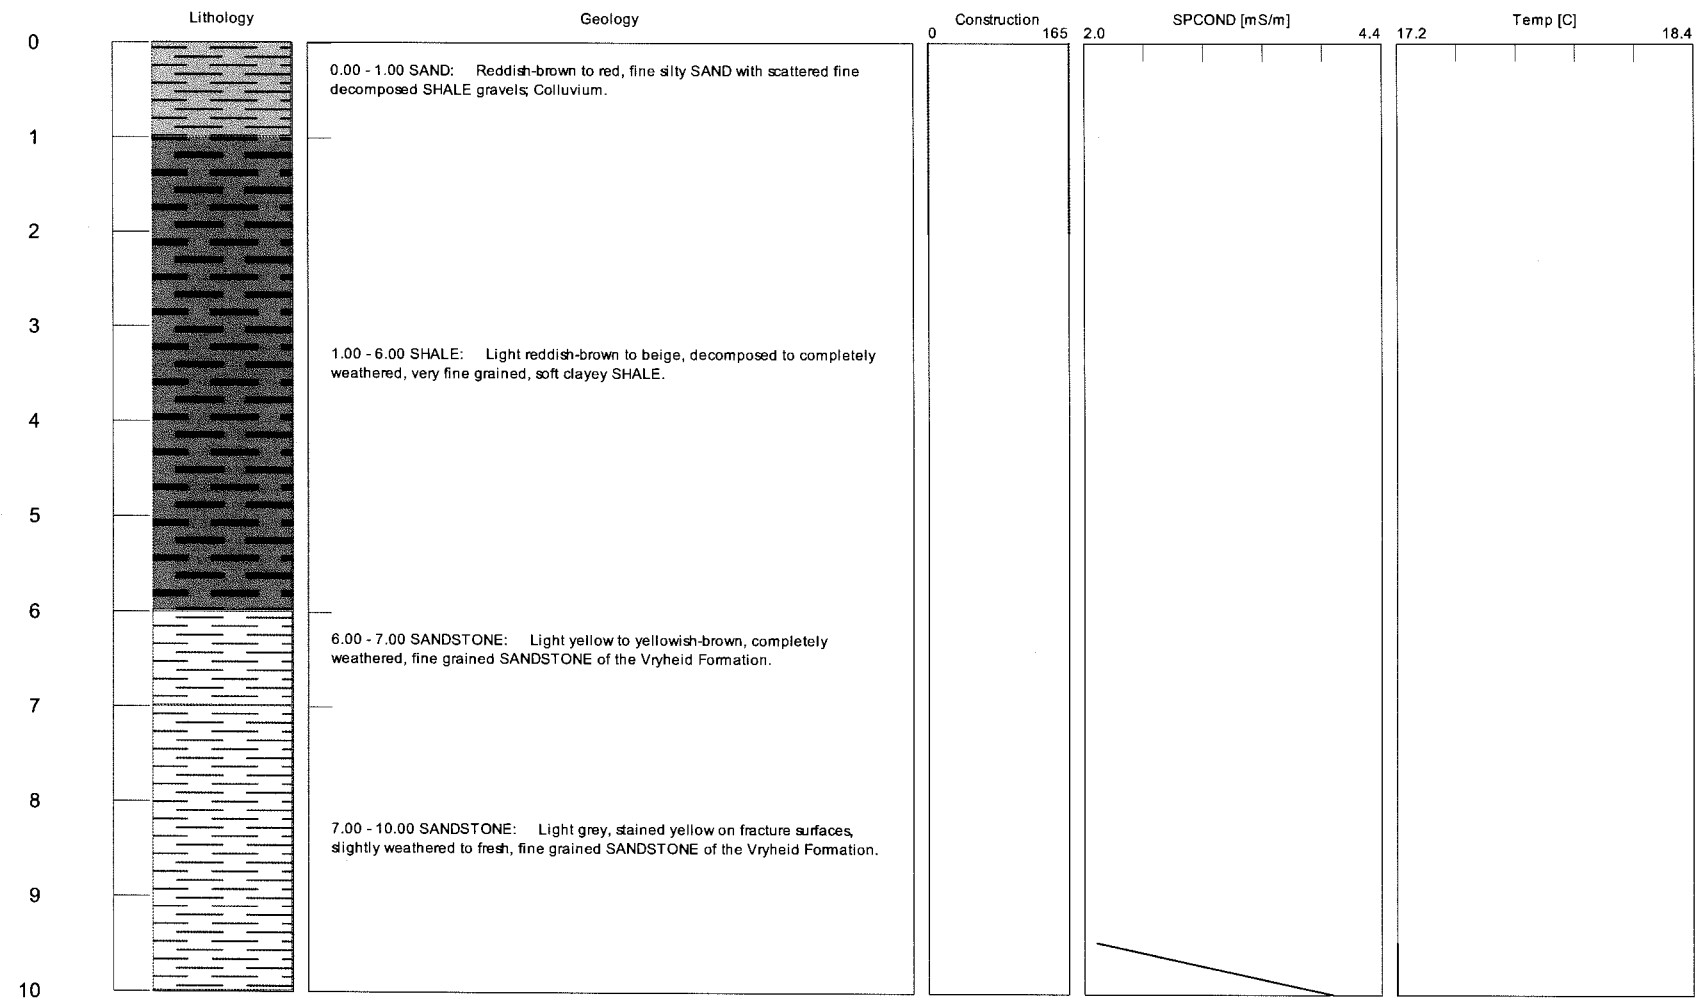 Lithology Geology Construction SPCOND [mS/m] Temp [C]
0 165 2.0 4.4 17.2 18.4
0
0.00 - 1.00 SAND: Reddish-brown to red, fine silty SAND with scattered fine
decomposed SHALE gravels; Colluvium.
1
2
3
1.00 - 6.00 SHALE: Light reddish-brown to beige, decomposed to completely
weathered, very fine grained, soft clayey SHALE.
4
5
6
6.00 - 7.00 SANDSTONE: Light yellow to yellowish-brown, completely
weathered, fine grained SANDSTONE of the Vryheid Formation.
7
8
7.00 - 10.00 SANDSTONE: Light grey, stained yellow on fracture surfaces,
slightly weathered to fresh, fine grained SANDSTONE of the Vryheid Formation.
9
10